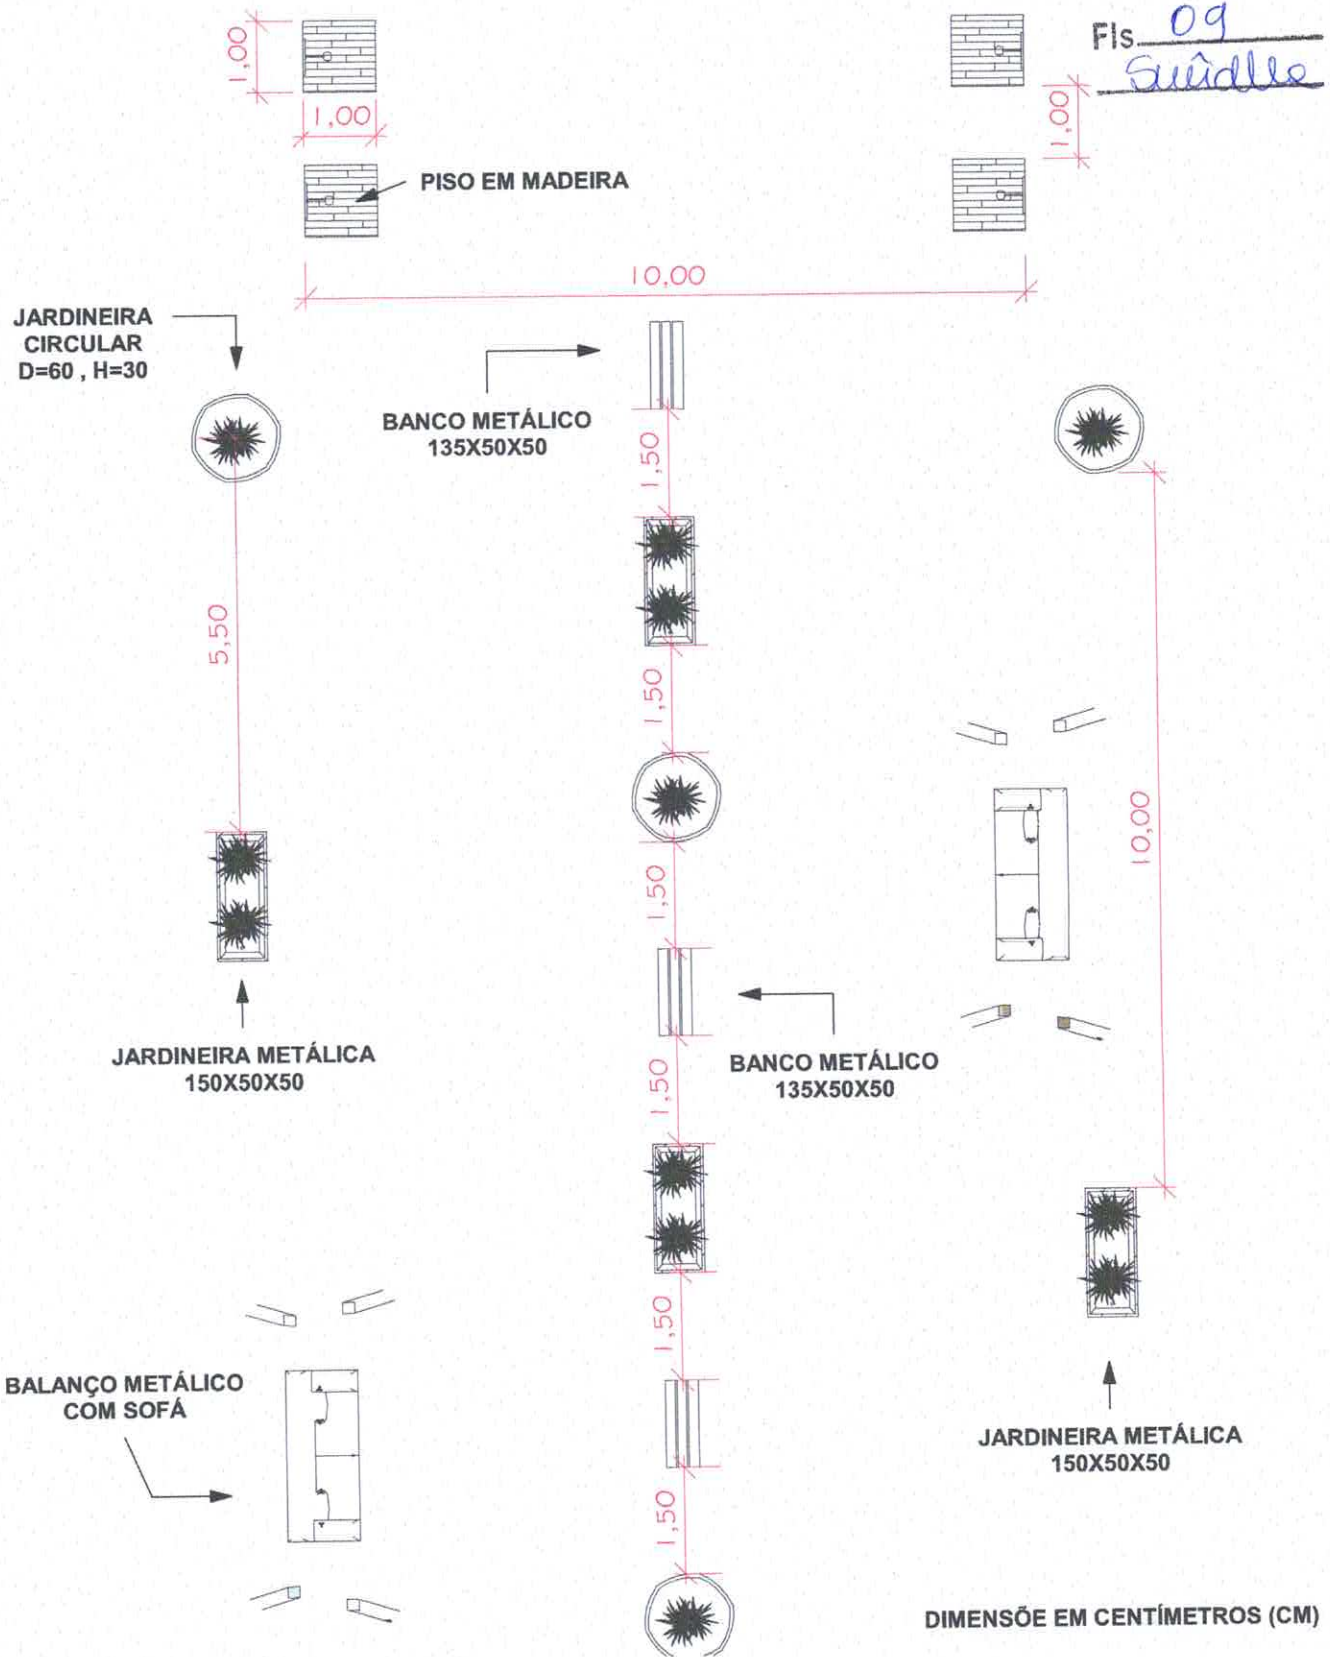 Fls. 09
1,00
1,00
1,00
PISO EM MADEIRA
10,00
JARDINEIRA
CIRCULAR
D=60 , H=30
BANCO METÁLICO
135X50X50
1,50
5,50
1,50
10,00
1,50
JARDINEIRA METÁLICA
150X50X50
BANCO METÁLICO
135X50X50
1,50
1,50
BALANÇO METÁLICO
COM SOFÁ
JARDINEIRA METÁLICA
150X50X50
1,50
DIMENSÕE EM CENTÍMETROS (CM)